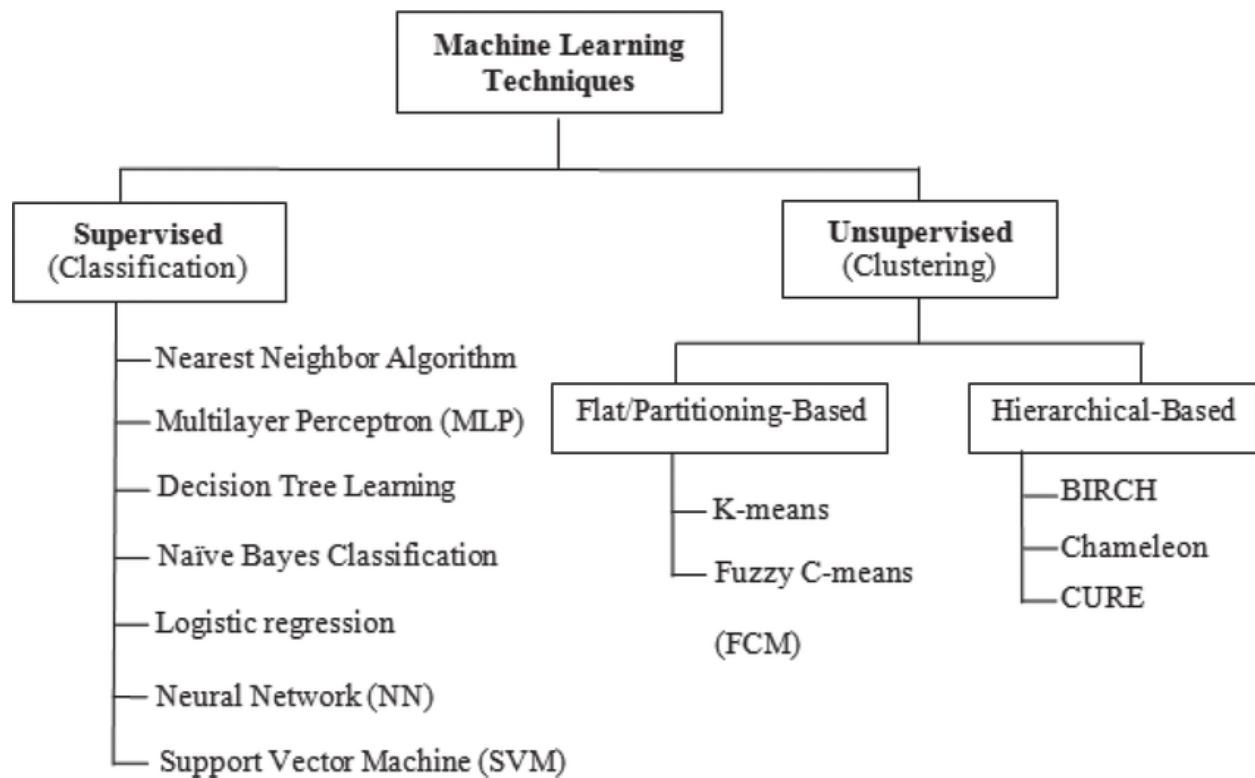 Machine Learning
Techniques
Supervised
(Classification)
Nearest Neighbor Algorithm
Multilayer Perceptron (MLP)
Decision Tree Learning
Naïve Bayes Classification
Logistic regression
Neural Network (NN)
Support Vector Machine (SVM)
Unsupervised
(Clustering)
Flat/Partitioning-Based
K-means
Fuzzy C-means
(FCM)
Hierarchical-Based
BIRCH
Chameleon
CURE